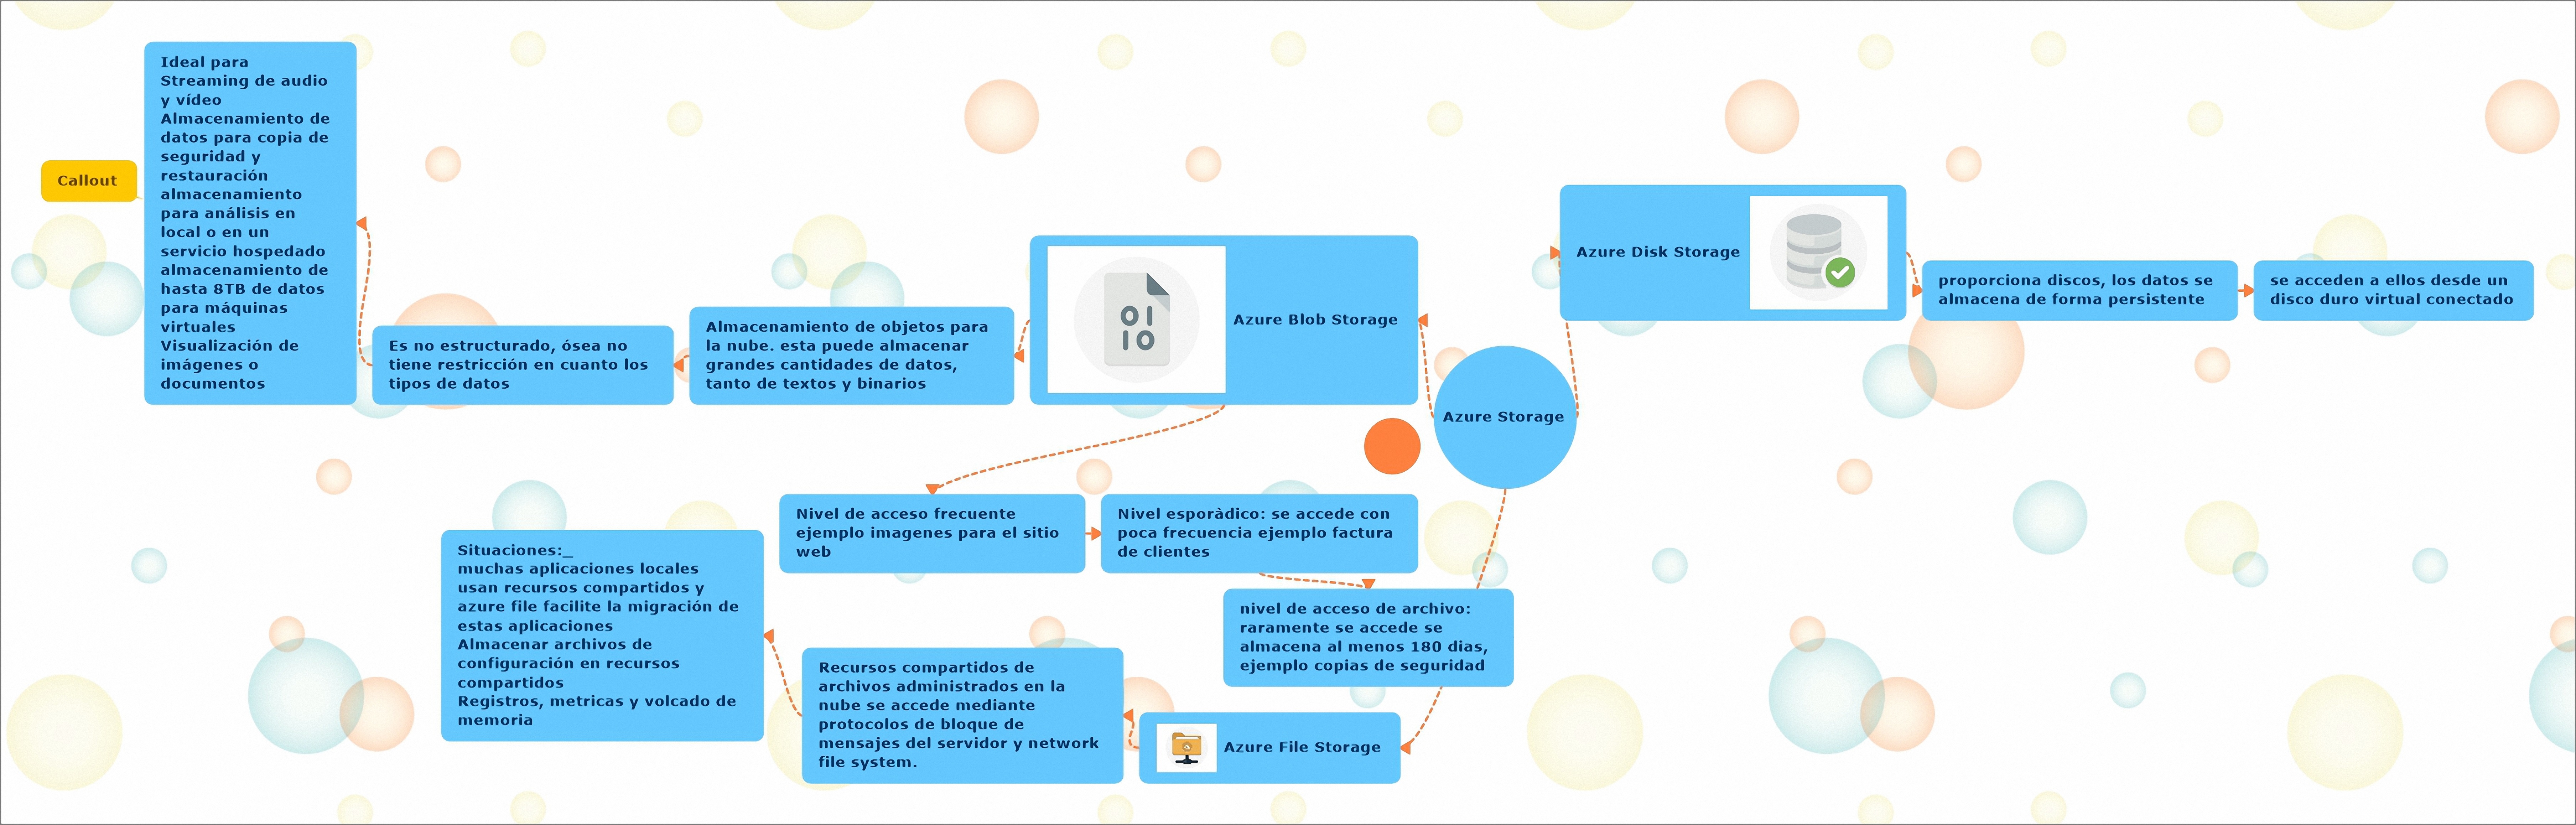 Azure Storage
Azure Disk Storage
proporciona discos, los datos se
almacena de forma persistente
se acceden a ellos desde un
disco duro virtual conectado
Azure Blob Storage
Almacenamiento de objetos para
la nube. esta puede almacenar
grandes cantidades de datos,
tanto de textos y binarios
Es no estructurado, ósea no
tiene restricción en cuanto los
tipos de datos
Ideal para
Streaming de audio
y vídeo
Almacenamiento de
datos para copia de
seguridad y
restauración
almacenamiento
para análisis en
local o en un
servicio hospedado
almacenamiento de
hasta 8TB de datos
para máquinas
virtuales
Visualización de
imágenes o
documentos
Callout
Nivel de acceso frecuente
ejemplo imagenes para el sitio
web
Nivel esporàdico: se accede con
poca frecuencia ejemplo factura
de clientes
nivel de acceso de archivo:
raramente se accede se
almacena al menos 180 dias,
ejemplo copias de seguridad
Azure File Storage
Recursos compartidos de
archivos administrados en la
nube se accede mediante
protocolos de bloque de
mensajes del servidor y network
file system.
Situaciones:_
muchas aplicaciones locales
usan recursos compartidos y
azure file facilite la migración de
estas aplicaciones
Almacenar archivos de
configuración en recursos
compartidos
Registros, metricas y volcado de
memoria